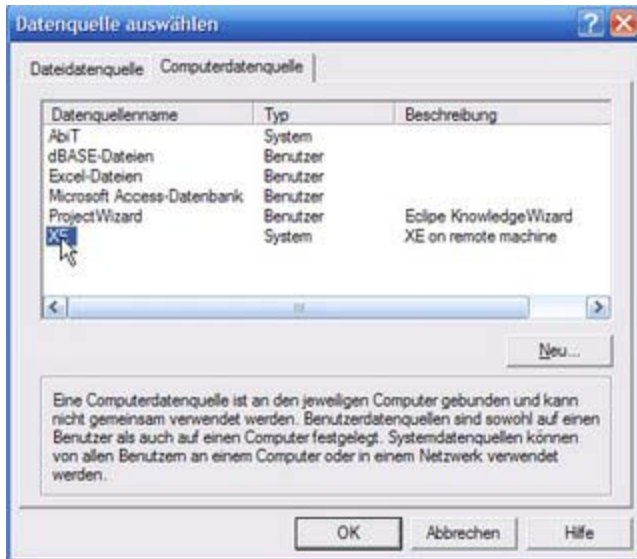 Datenquelle auswählen
Dateidatenquelle Computerdatenquelle
Datenquellenname Typ Beschreibung
AbiT System
dBASE-Dateien Benutzer
Excel-Dateien Benutzer
Microsoft Access-Datenbank Benutzer
ProjectWizard Benutzer Eclipe KnowledgeWizard
XE System XE on remote machine
Neu...
Eine Computerdatenquelle ist an den jeweiligen Computer gebunden und kann
nicht gemeinsam verwendet werden. Benutzerdatenquellen sind sowohl auf einen
Benutzer als auch auf einen Computer festgelegt. Systemdatenquellen können
von allen Benutzern an einem Computer oder in einem Netzwerk verwendet
werden.
OK Abbrechen Hilfe